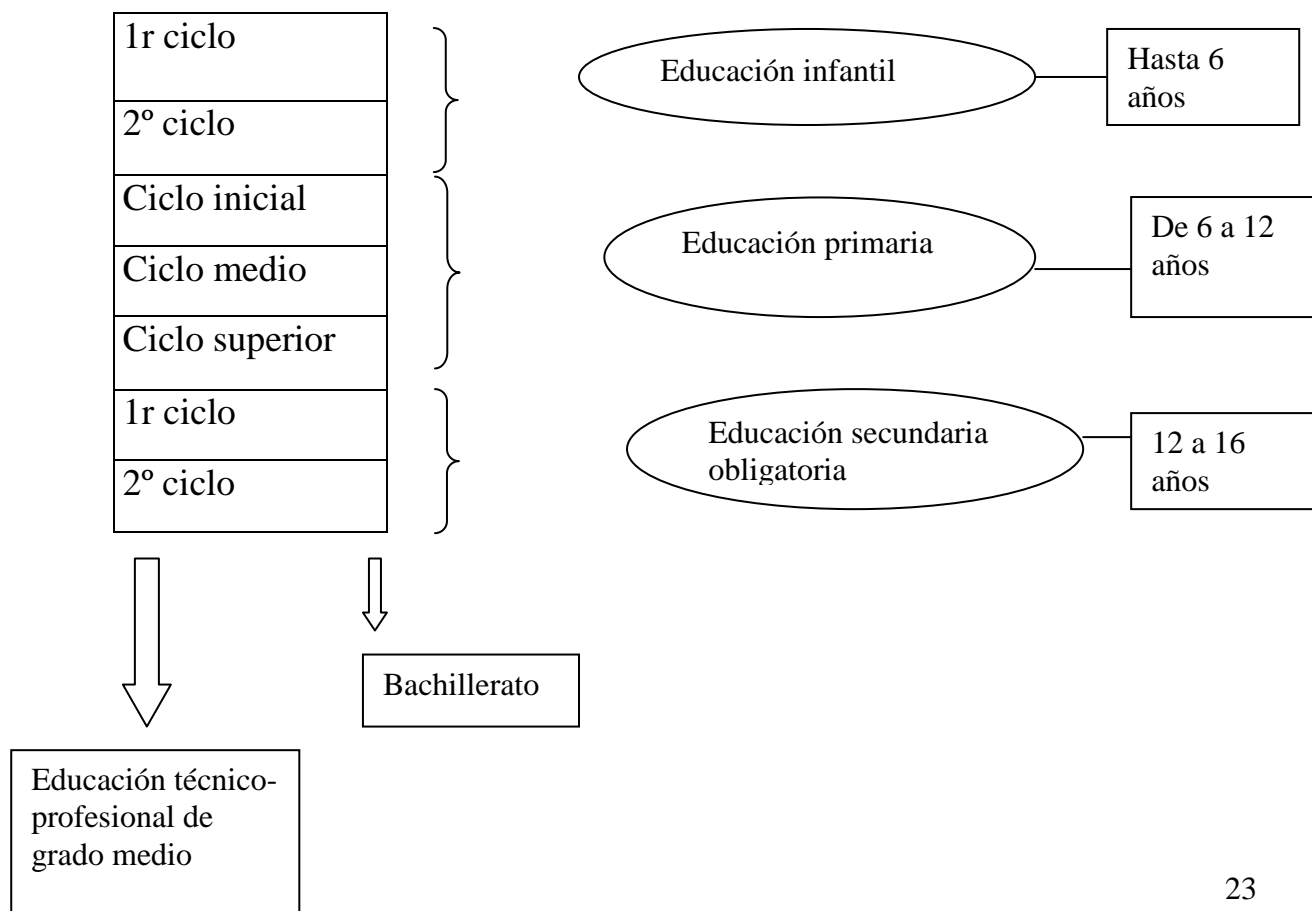 1r ciclo
2º ciclo
Ciclo inicial
Ciclo medio
Ciclo superior
1r ciclo
2º ciclo
Educación infantil
Hasta 6
años
Educación primaria
De 6 a 12
años
Educación secundaria
obligatoria
12 a 16
años
Bachillerato
Educación técnico-
profesional de
grado medio
23